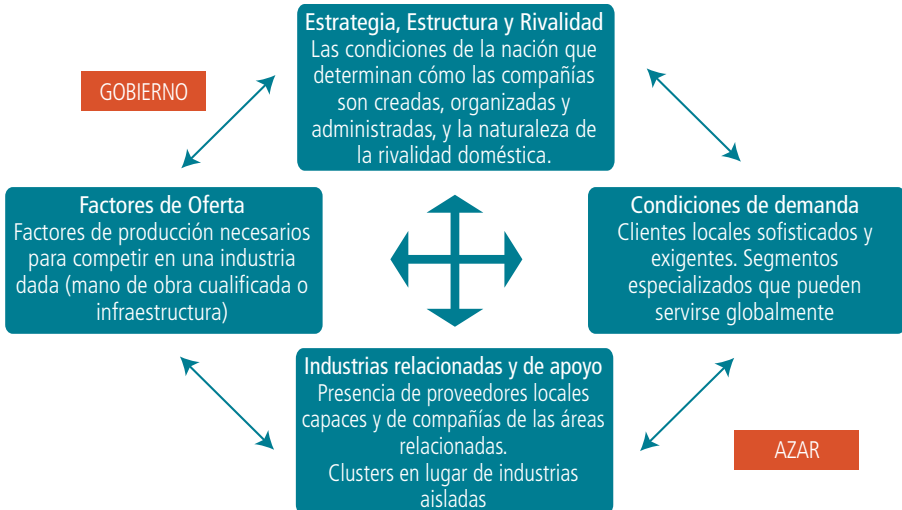 Estrategia, Estructura y Rivalidad
Las condiciones de la nación que
determinan cómo las compañías
son creadas, organizadas y
administradas, y la naturaleza de
la rivalidad doméstica.
GOBIERNO
Factores de Oferta
Factores de producción necesarios
para competir en una industria
dada (mano de obra cualificada o
infraestructura)
Condiciones de demanda
Clientes locales sofisticados y
exigentes. Segmentos
especializados que pueden
servirse globalmente
Industrias relacionadas y de apoyo
Presencia de proveedores locales
capaces y de compañías de las áreas
relacionadas.
Clusters en lugar de industrias
aisladas
AZAR